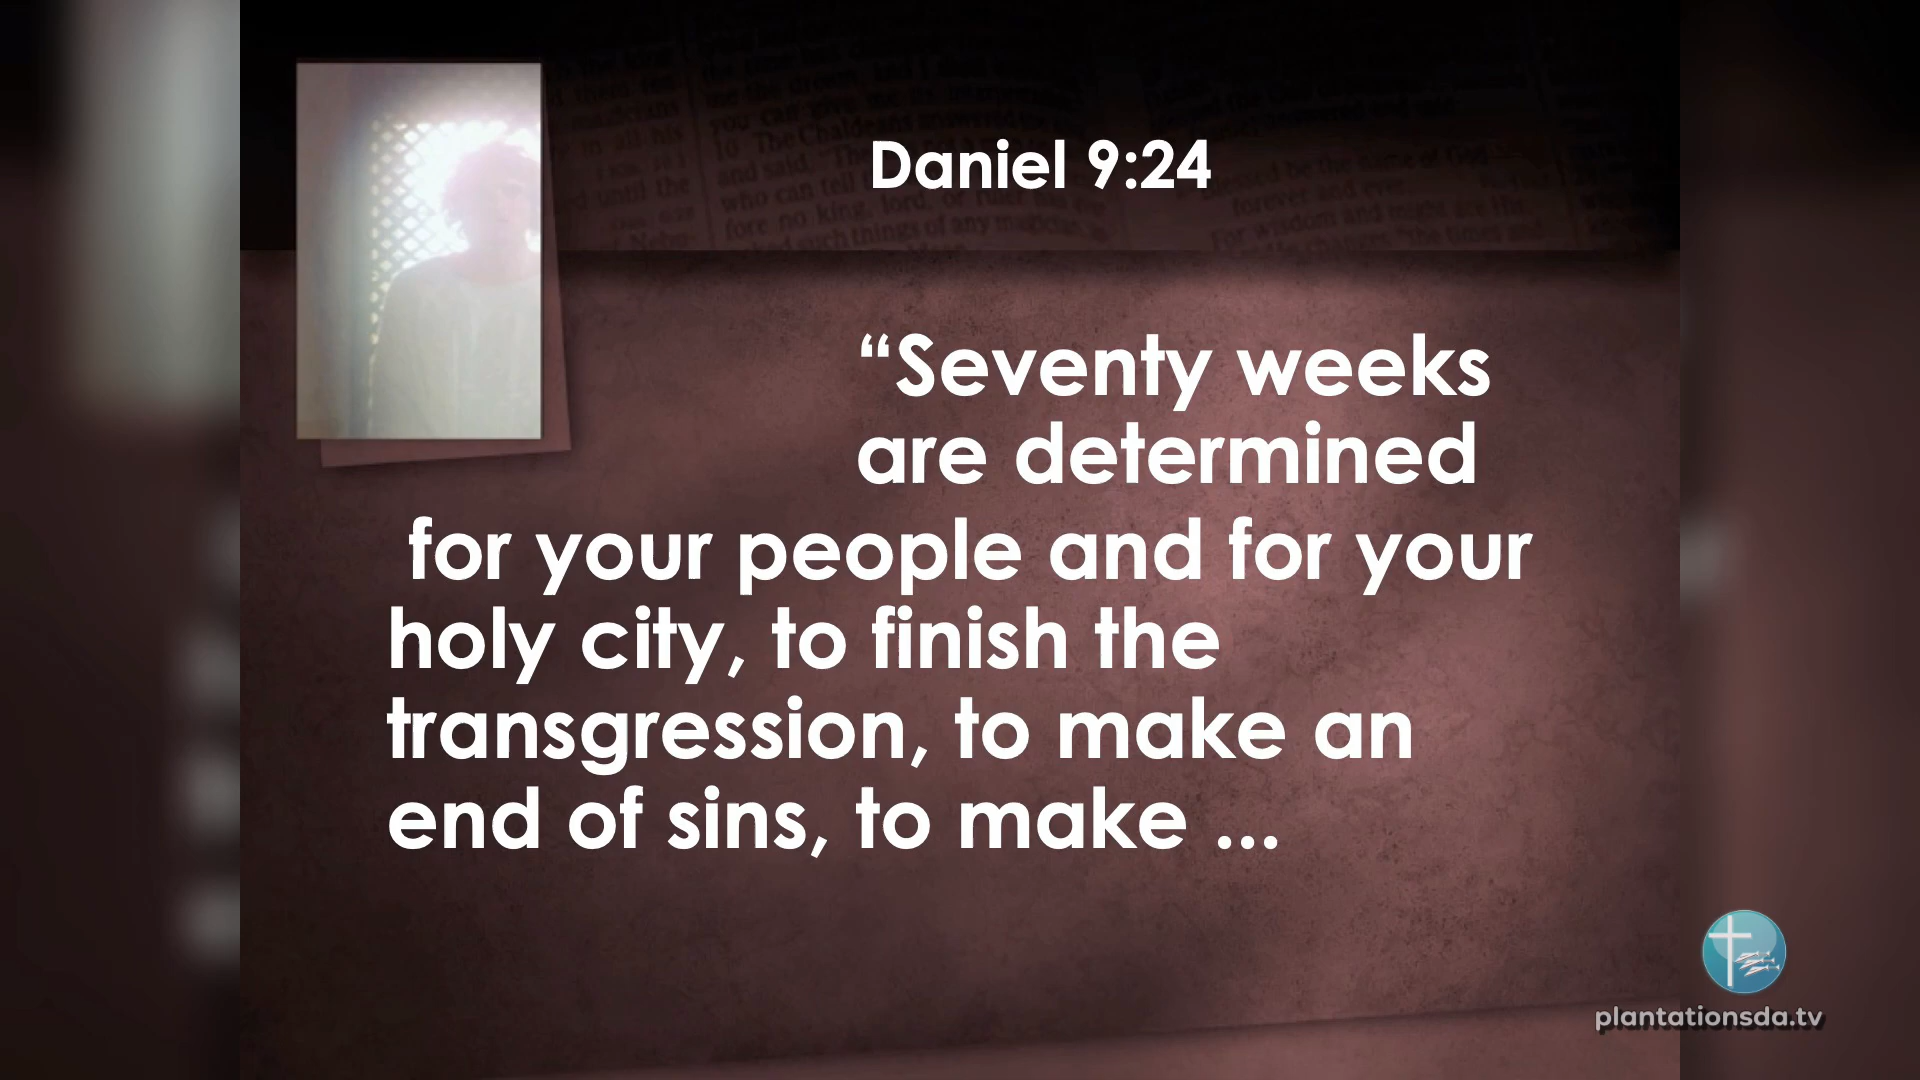 Daniel 9:24
“Seventy weeks
are determined
for your people and for your
holy city, to finish the
transgression, to make an
end of sins, to make ...
plantationsda.tv